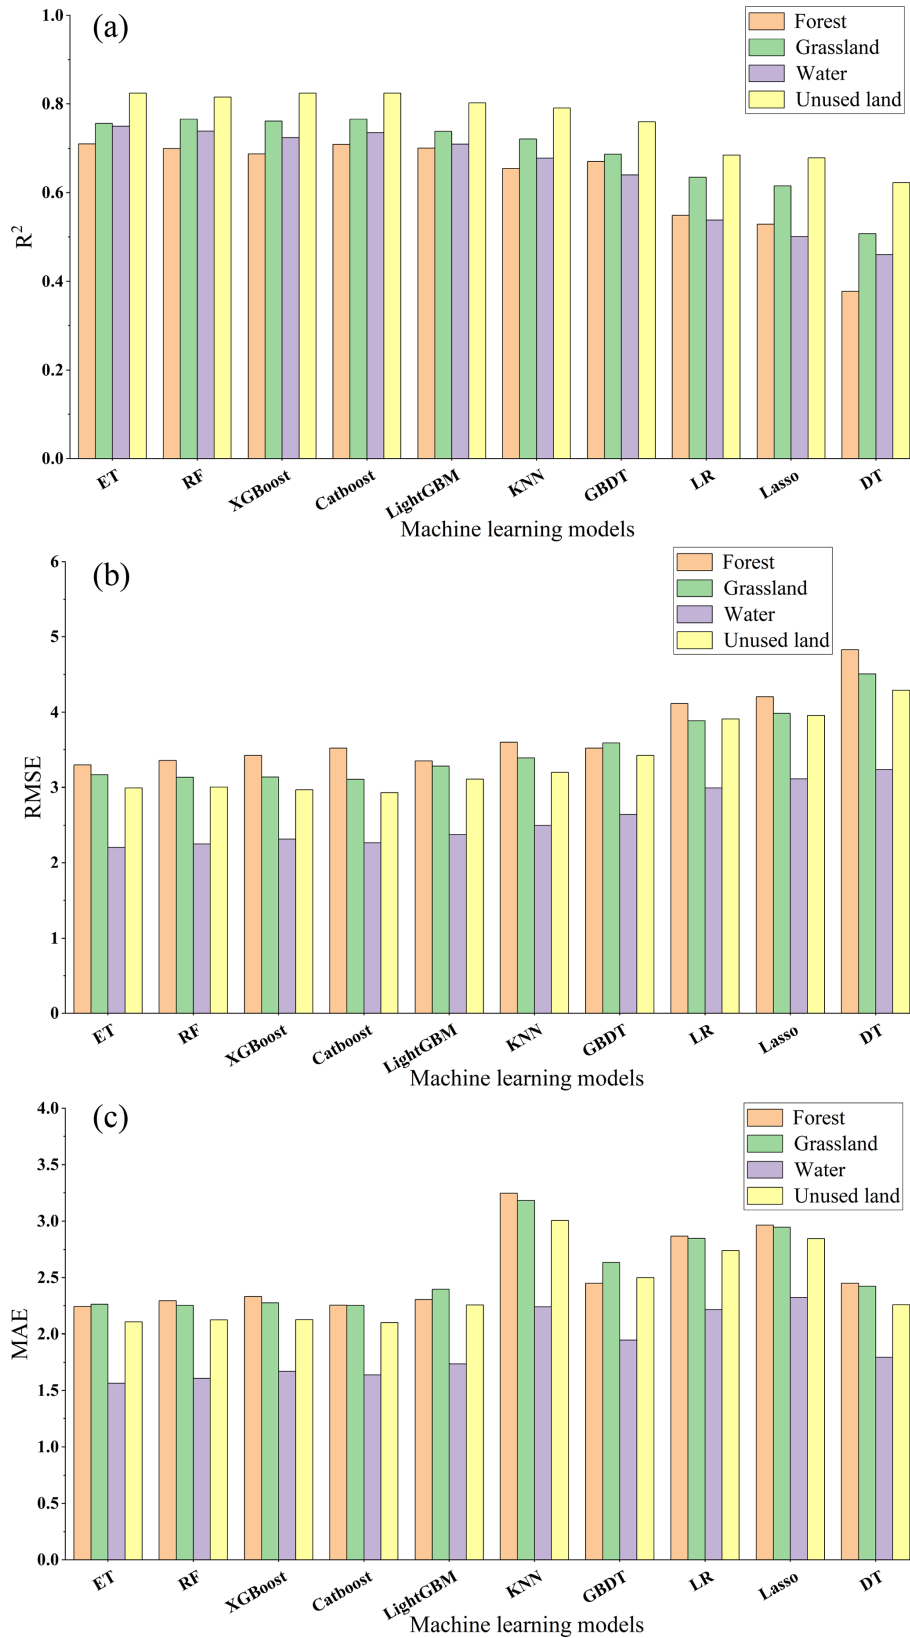 (a)
Forest
Grassland
Water
Unused land
1.0
0.8
0.6
0.4
0.2
0.0
R²
ET RF XGBoost Catboost LightGBM KNN GBDT LR Lasso DT
Machine learning models
(b)
Forest
Grassland
Water
Unused land
6
5
4
3
2
1
0
RMSE
ET RF XGBoost Catboost LightGBM KNN GBDT LR Lasso DT
Machine learning models
(c)
Forest
Grassland
Water
Unused land
4.0
3.5
3.0
2.5
2.0
1.5
1.0
0.5
0.0
MAE
ET RF XGBoost Catboost LightGBM KNN GBDT LR Lasso DT
Machine learning models